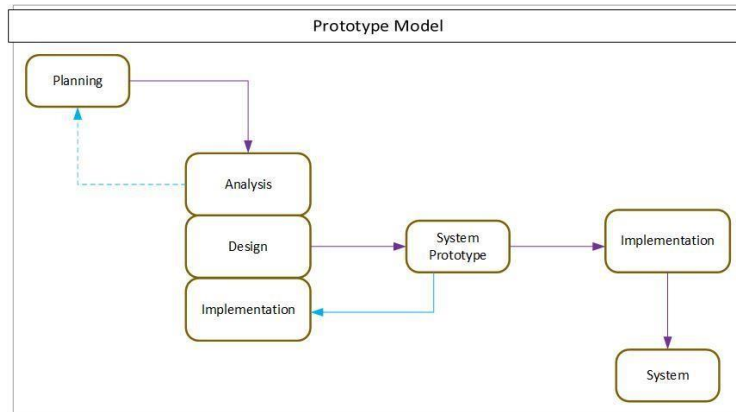 Prototype Model
Planning
Analysis
Design
Implementation
System
Prototype
Implementation
System